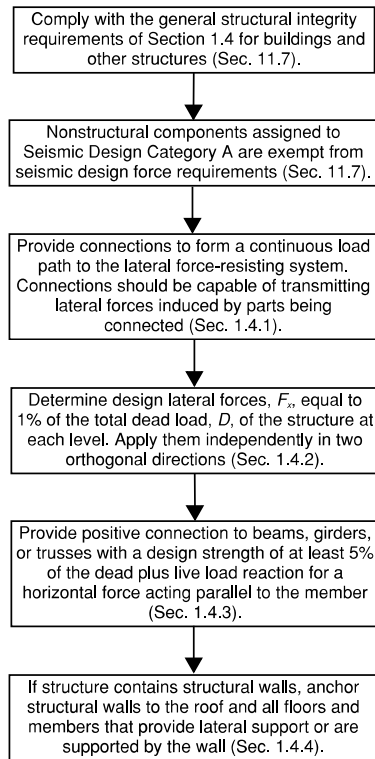 Comply with the general structural integrity
requirements of Section 1.4 for buildings and
other structures (Sec. 11.7).
Nonstructural components assigned to
Seismic Design Category A are exempt from
seismic design force requirements (Sec. 11.7).
Provide connections to form a continuous load
path to the lateral force-resisting system.
Connections should be capable of transmitting
lateral forces induced by parts being
connected (Sec. 1.4.1).
Determine design lateral forces, Fx, equal to
1% of the total dead load, D, of the structure at
each level. Apply them independently in two
orthogonal directions (Sec. 1.4.2).
Provide positive connection to beams, girders,
or trusses with a design strength of at least 5%
of the dead plus live load reaction for a
horizontal force acting parallel to the member
(Sec. 1.4.3).
If structure contains structural walls, anchor
structural walls to the roof and all floors and
members that provide lateral support or are
supported by the wall (Sec. 1.4.4).